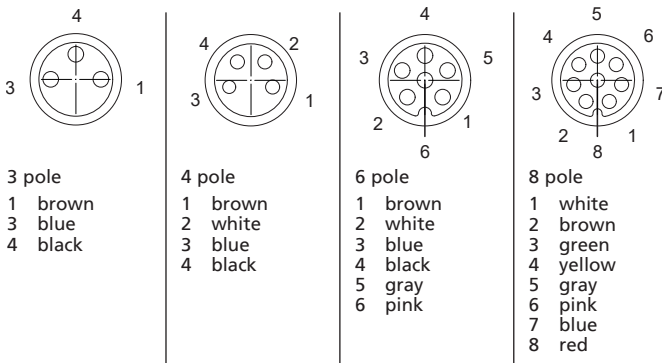 4
3
1
3 pole
1 brown
3 blue
4 black
4
2
3
1
4 pole
1 brown
2 white
3 blue
4 black
4
3
5
2
1
6
6 pole
1 brown
2 white
3 blue
4 black
5 gray
6 pink
5
4
6
3
7
2
1
8
8 pole
1 white
2 brown
3 green
4 yellow
5 gray
6 pink
7 blue
8 red